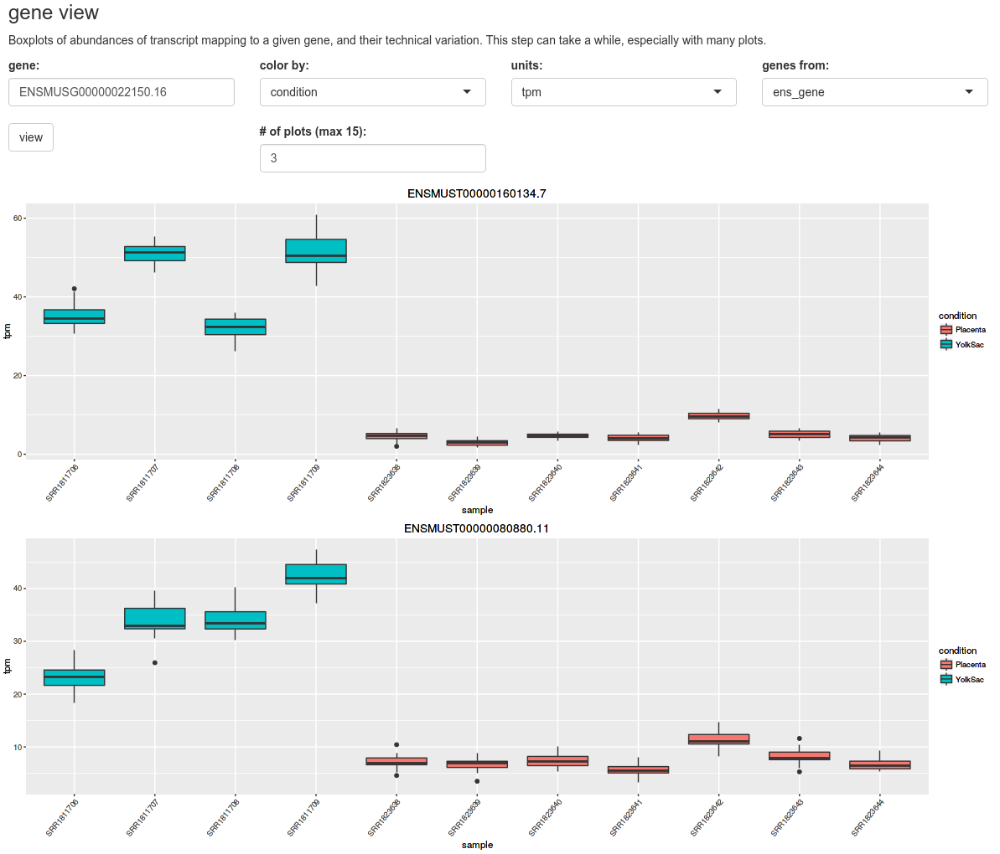 gene view
Boxplots of abundances of transcript mapping to a given gene, and their technical variation. This step can take a while, especially with many plots.
gene: color by: units: genes from:
ENSMUSG00000022150.16 condition tpm ens_gene
view # of plots (max 15):
3
ENSMUST00000160134.7
60
40
20
0
tpm
SRR1811706 SRR1811707 SRR1811708 SRR1811709 SRR1823638 SRR1823639 SRR1823640 SRR1823641 SRR1823642 SRR1823643 SRR1823644
sample
condition
Placenta
YolkSac
ENSMUST00000080880.11
40
30
20
10
tpm
SRR1811706 SRR1811707 SRR1811708 SRR1811709 SRR1823638 SRR1823639 SRR1823640 SRR1823641 SRR1823642 SRR1823643 SRR1823644
sample
condition
Placenta
YolkSac